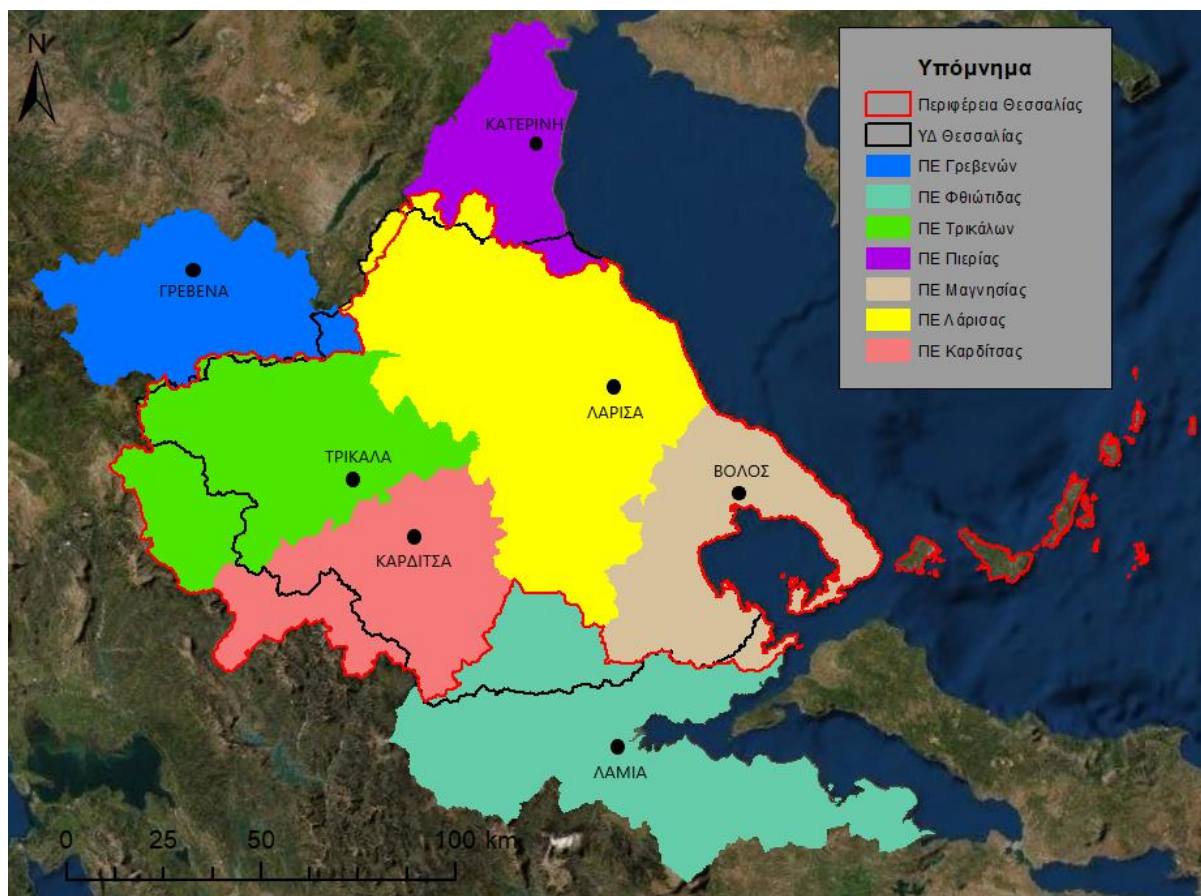 N
ΚΑΤΕΡΙΝΗ
ΓΡΕΒΕΝΑ
ΛΑΡΙΣΑ
ΤΡΙΚΑΛΑ
ΒΟΛΟΣ
ΚΑΡΔΙΤΣΑ
ΛΑΜΙΑ
0 25 50 100 km
Υπόμνημα
Περιφέρεια Θεσσαλίας
ΥΔ Θεσσαλίας
ΠΕ Γρεβενών
ΠΕ Φθιώτιδας
ΠΕ Τρικάλων
ΠΕ Πιερίας
ΠΕ Μαγνησίας
ΠΕ Λάρισας
ΠΕ Καρδίτσας